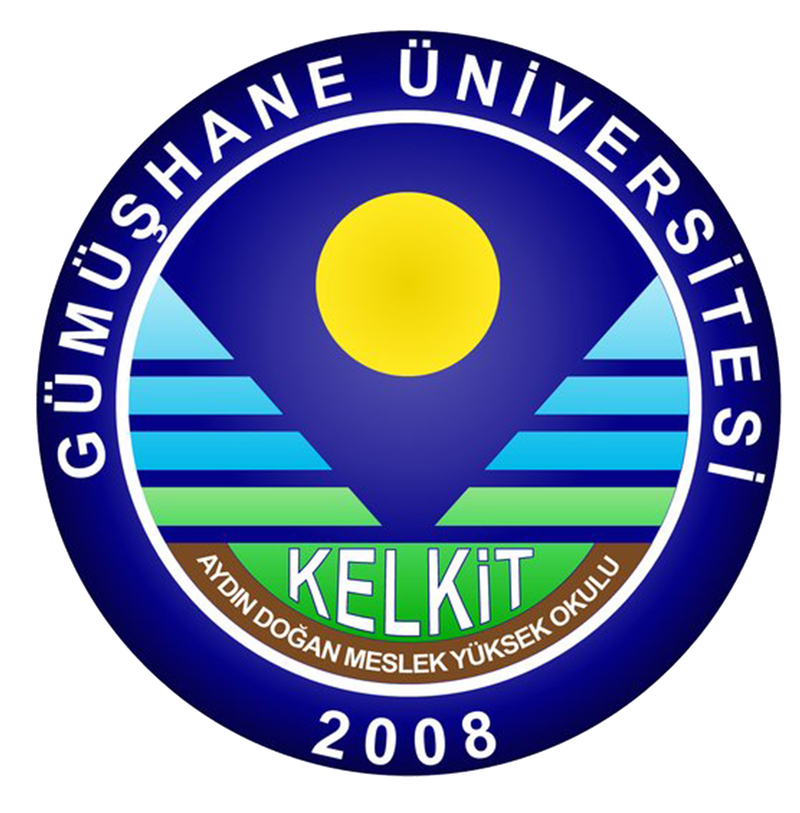 GÜMÜŞHANE ÜNİVERSİTESİ
KELKİT
AYDIN DOĞAN MESLEK YÜKSEK OKULU
2008